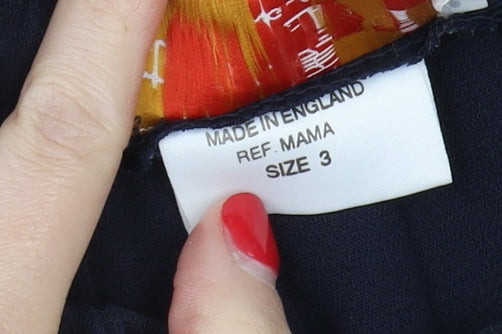 MADE IN ENGLAND
REF. MAMA
SIZE 3